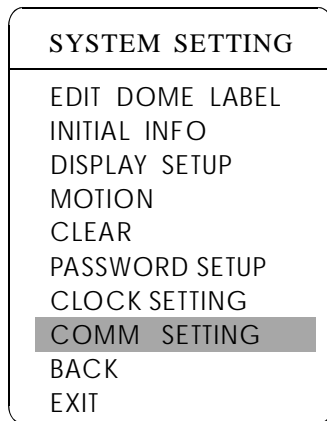 SYSTEM SETTING
EDIT DOME LABEL
INITIAL INFO
DISPLAY SETUP
MOTION
CLEAR
PASSWORD SETUP
CLOCK SETTING
COMM SETTING
BACK
EXIT